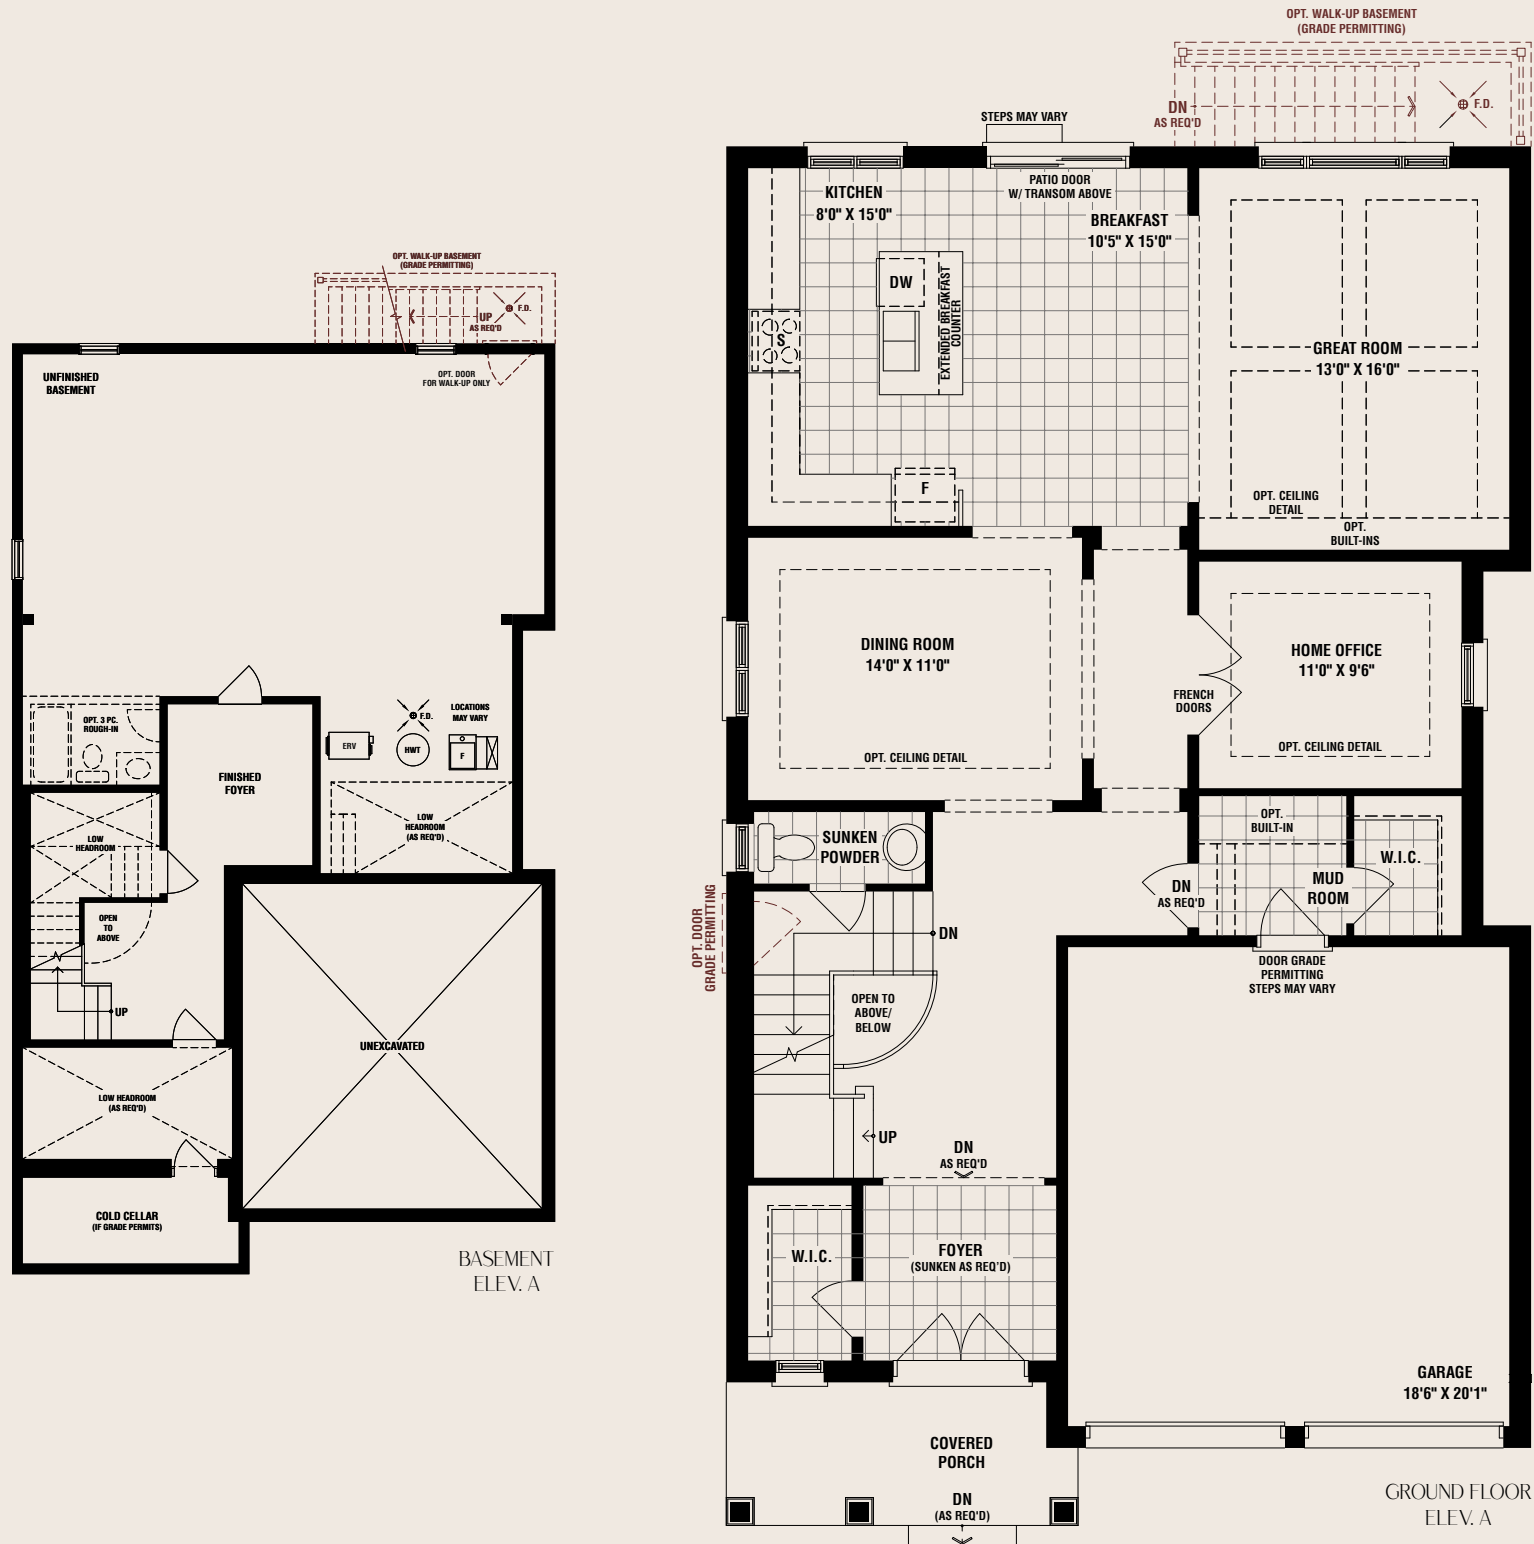 OPT. WALK-UP BASEMENT
(GRADE PERMITTING)
UP
AS REQ'D
F.D.
UNFINISHED
BASEMENT
OPT. DOOR
FOR WALK-UP ONLY
OPT. 3 PC.
ROUGH-IN
F.D.
LOCATIONS
MAY VARY
ERV
HWT
F
FINISHED
FOYER
LOW
HEADROOM
LOW
HEADROOM
(AS REQ'D)
OPEN
TO
ABOVE
UP
UNEXCAVATED
LOW HEADROOM
(AS REQ'D)
COLD CELLAR
(IF GRADE PERMITS)
BASEMENT
ELEV. A
OPT. WALK-UP BASEMENT
(GRADE PERMITTING)
DN
AS REQ'D
F.D.
STEPS MAY VARY
PATIO DOOR
W/ TRANSOM ABOVE
KITCHEN
8'0" X 15'0"
BREAKFAST
10'5" X 15'0"
DW
EXTENDED BREAKFAST
COUNTER
S
F
GREAT ROOM
13'0" X 16'0"
OPT. CEILING
DETAIL
OPT.
BUILT-INS
DINING ROOM
14'0" X 11'0"
OPT. CEILING DETAIL
HOME OFFICE
11'0" X 9'6"
FRENCH
DOORS
OPT. CEILING DETAIL
SUNKEN
POWDER
OPT.
BUILT-IN
W.I.C.
MUD
ROOM
DN
AS REQ'D
OPT. DOOR
GRADE PERMITTING
DN
DOOR GRADE
PERMITTING
STEPS MAY VARY
OPEN TO
ABOVE/
BELOW
UP
DN
AS REQ'D
W.I.C.
FOYER
(SUNKEN AS REQ'D)
GARAGE
18'6" X 20'1"
COVERED
PORCH
DN
(AS REQ'D)
GROUND FLOOR
ELEV. A